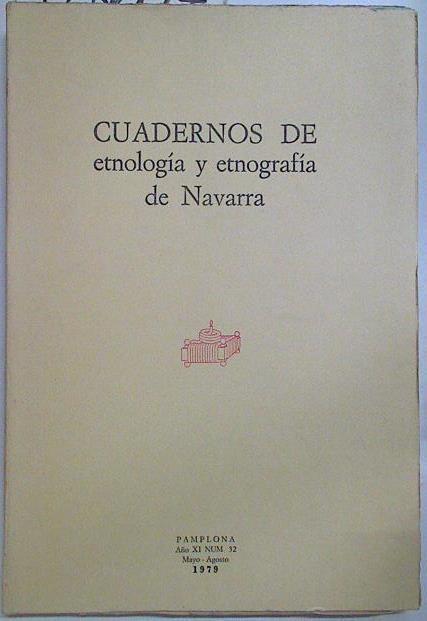 CUADERNOS DE
etnología y etnografía
de Navarra
PAMPLONA
Año XI NUM. 32
Mayo - Agosto
1979